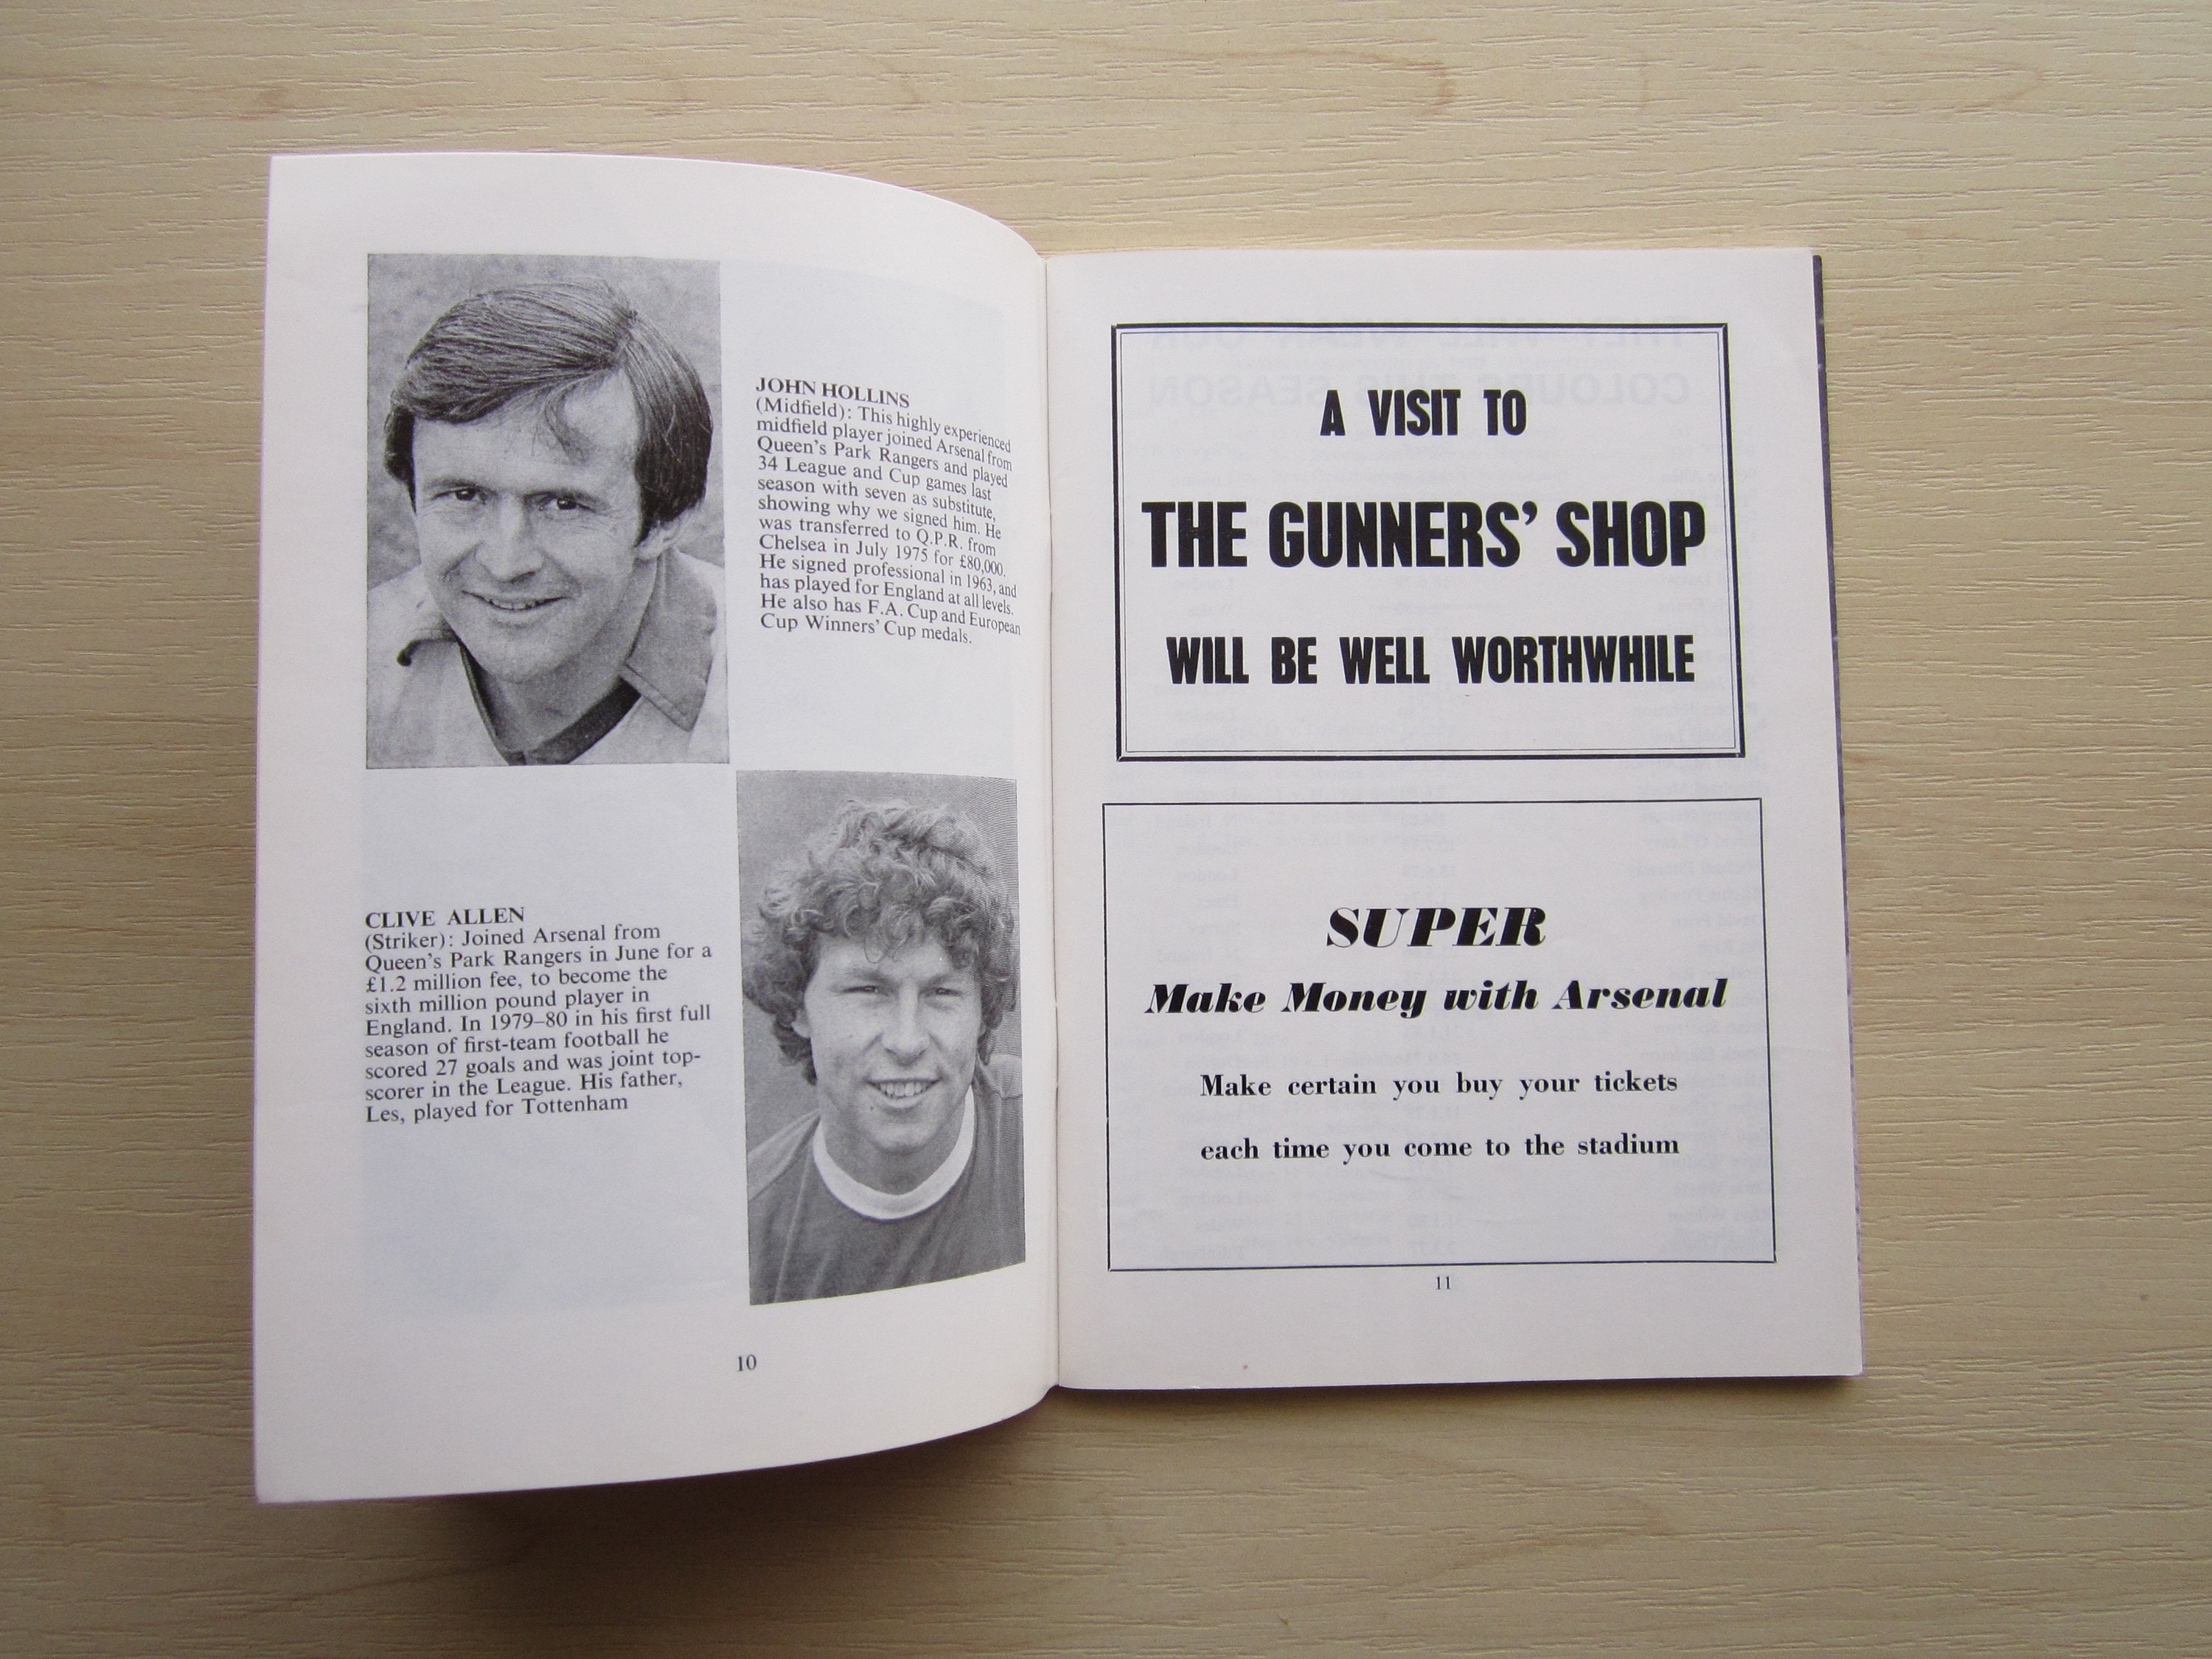 JOHN HOLLINS
(Midfield): This highly experienced
midfield player joined Arsenal from
Queen's Park Rangers and played
34 League and Cup games last
season with seven as substitute,
showing why we signed him. He
was transferred to Q.P.R. from
Chelsea in July 1975 for £80,000.
He signed professional in 1963, and
has played for England at all levels.
He also has F.A. Cup and European
Cup Winners' Cup medals.
CLIVE ALLEN
(Striker): Joined Arsenal from
Queen's Park Rangers in June for a
£1.2 million fee, to become the
sixth million pound player in
England. In 1979–80 in his first full
season of first-team football he
scored 27 goals and was joint top-
scorer in the League. His father,
Les, played for Tottenham
10
A VISIT TO
THE GUNNERS' SHOP
WILL BE WELL WORTHWHILE
SUPER
Make Money with Arsenal
Make certain you buy your tickets
each time you come to the stadium
11